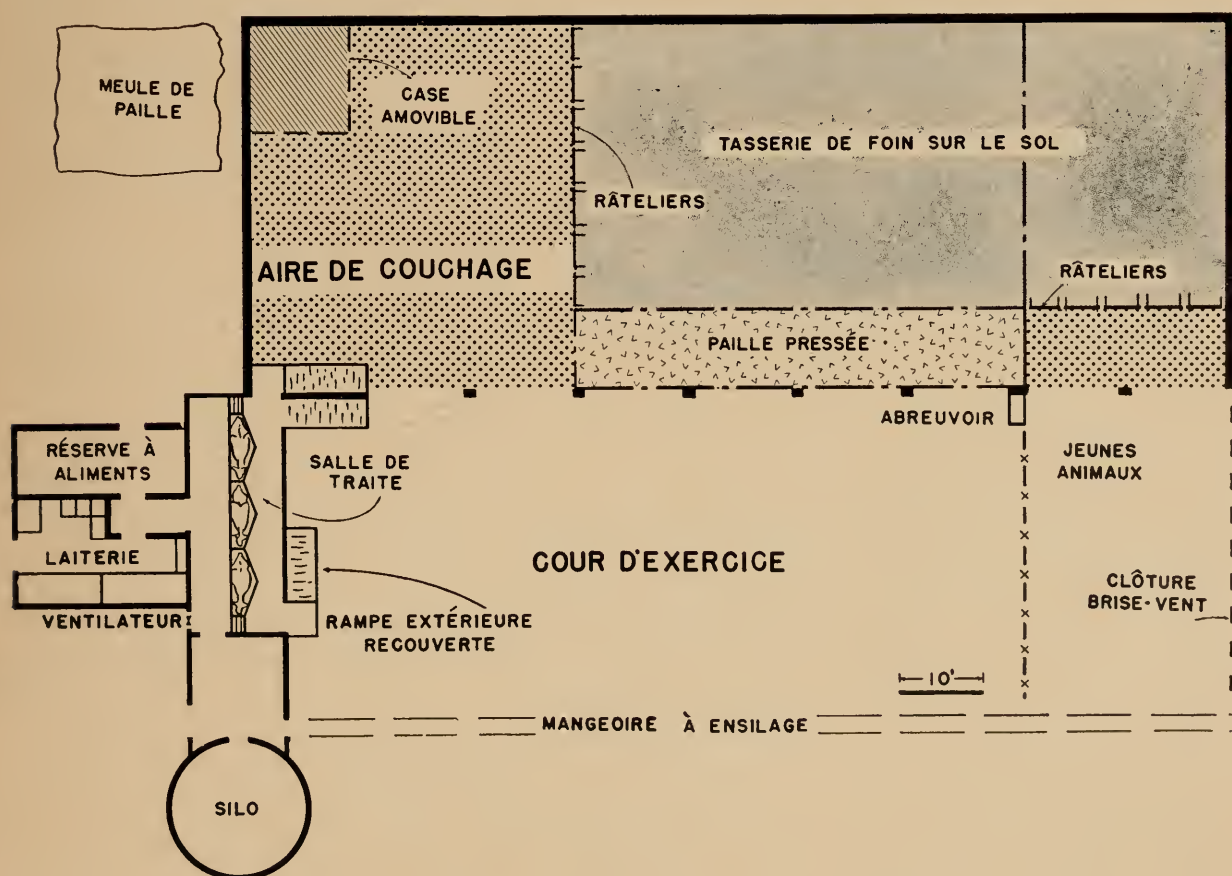 MEULE DE
PAILLE
CASE
AMOVIBLE
TASSERIE DE FOIN SUR LE SOL
RÂTELIERS
AIRE DE COUCHAGE
RÂTELIERS
PAILLE PRESSÉE
ABREUVOIR
RÉSERVE À
ALIMENTS
SALLE DE
TRAITE
JEUNES
ANIMAUX
LAITERIE
COUR D'EXERCICE
CLÔTURE
BRISE-VENT
VENTILATEUR
RAMPE EXTÉRIEURE
RECOUVERTE
10'
MANGEOIRE À ENSILAGE
SILO